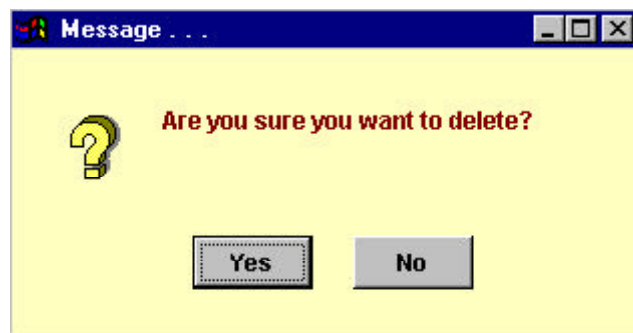 Message . . .
Are you sure you want to delete?
Yes No